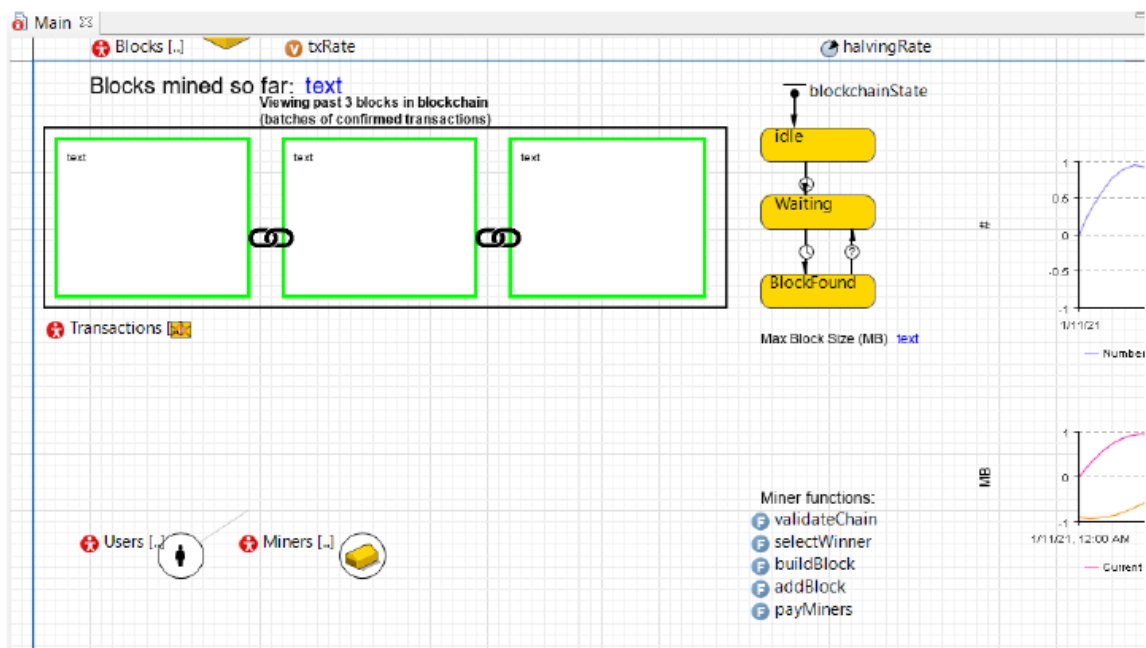 Main
Blocks [..]
txRate
halvingRate
Blocks mined so far: text
Viewing past 3 blocks in blockchain
(batches of confirmed transactions)
text
text
text
blockchainState
idle
Waiting
BlockFound
Max Block Size (MB) text
Transactions [..]
#
1
0.5
0
-0.5
-1
1/11/21
Number
MB
1
0
-1
1/11/21, 12:00 AM
Current
Users [..]
Miners [..]
Miner functions:
validateChain
selectWinner
buildBlock
addBlock
payMiners